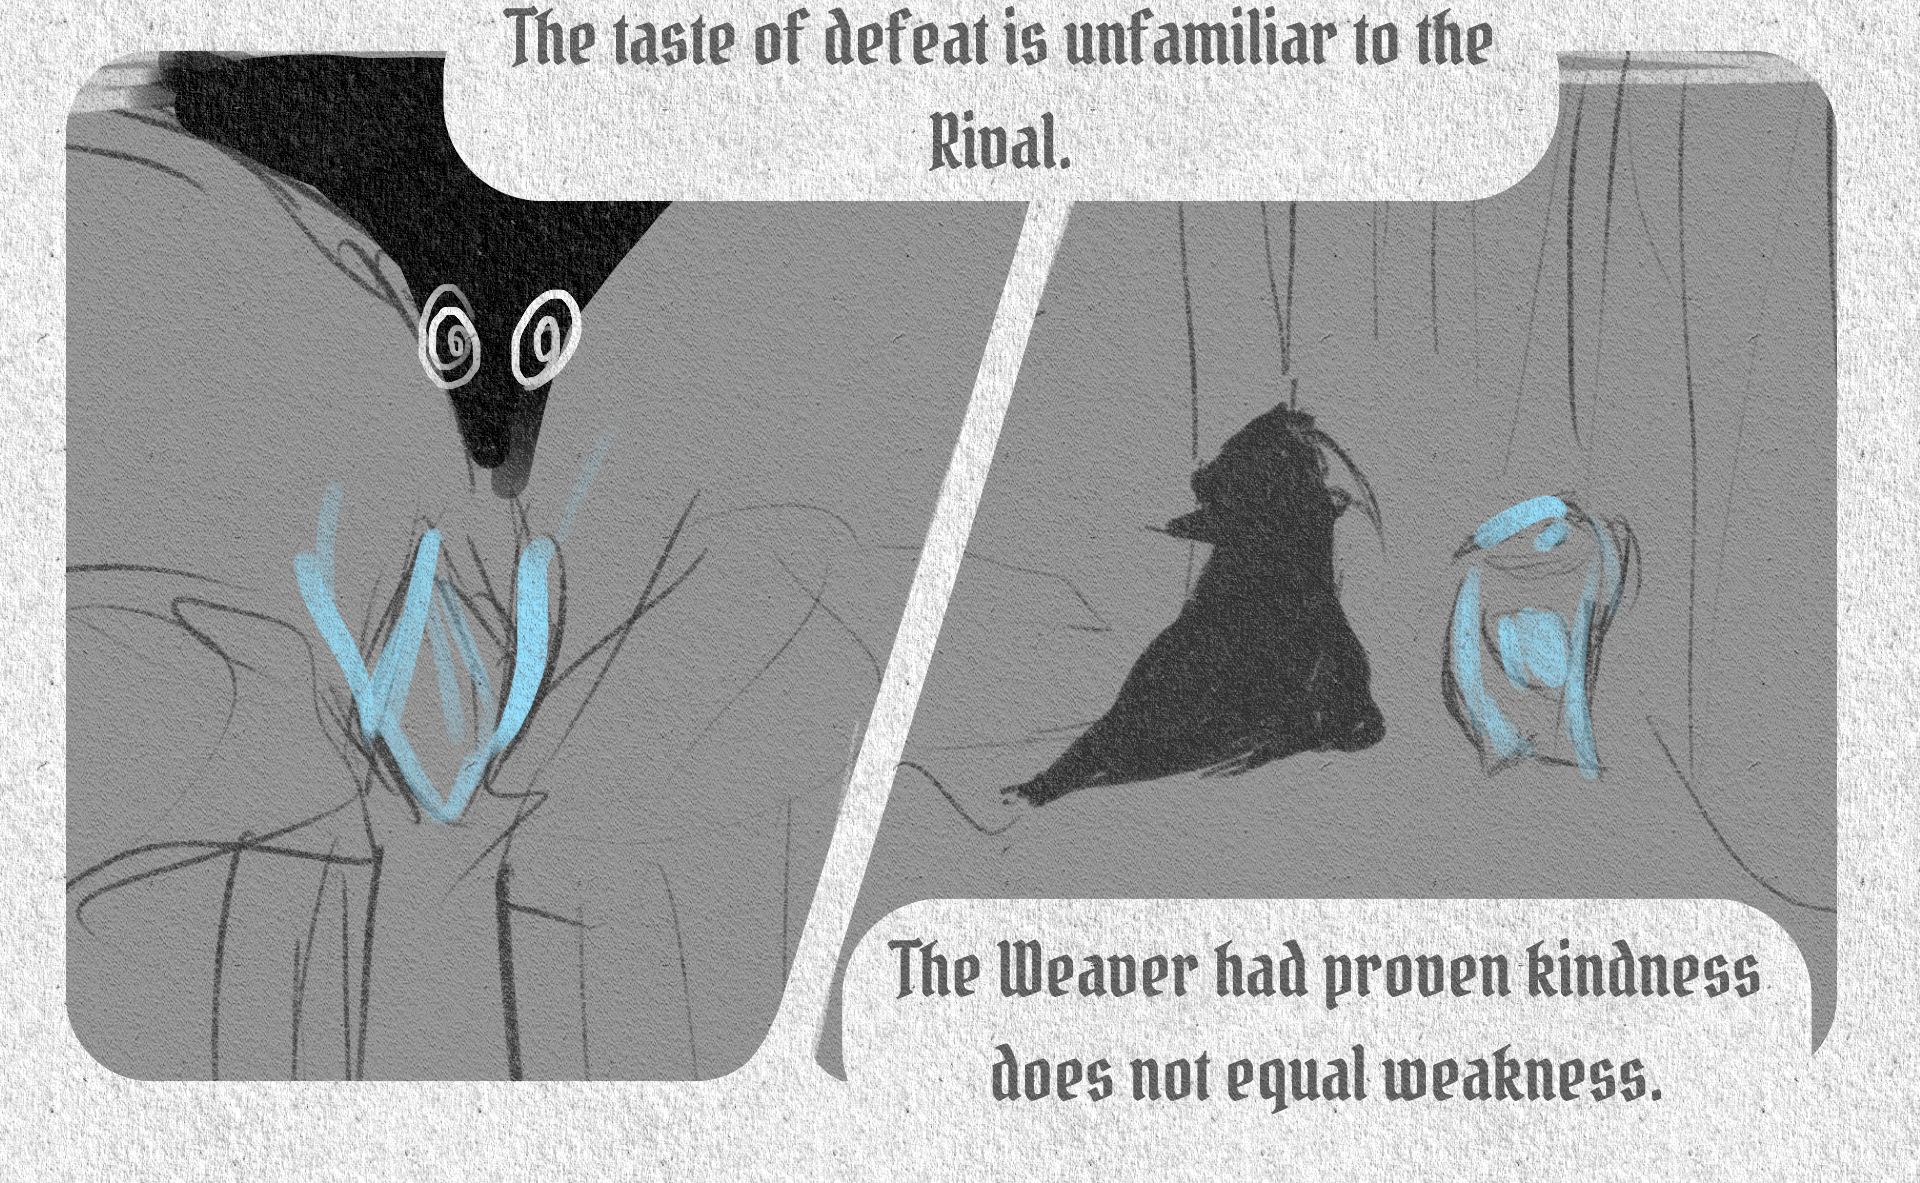 The taste of defeat is unfamiliar to the
Rival.
The Weaver had proven kindness
does not equal weakness.